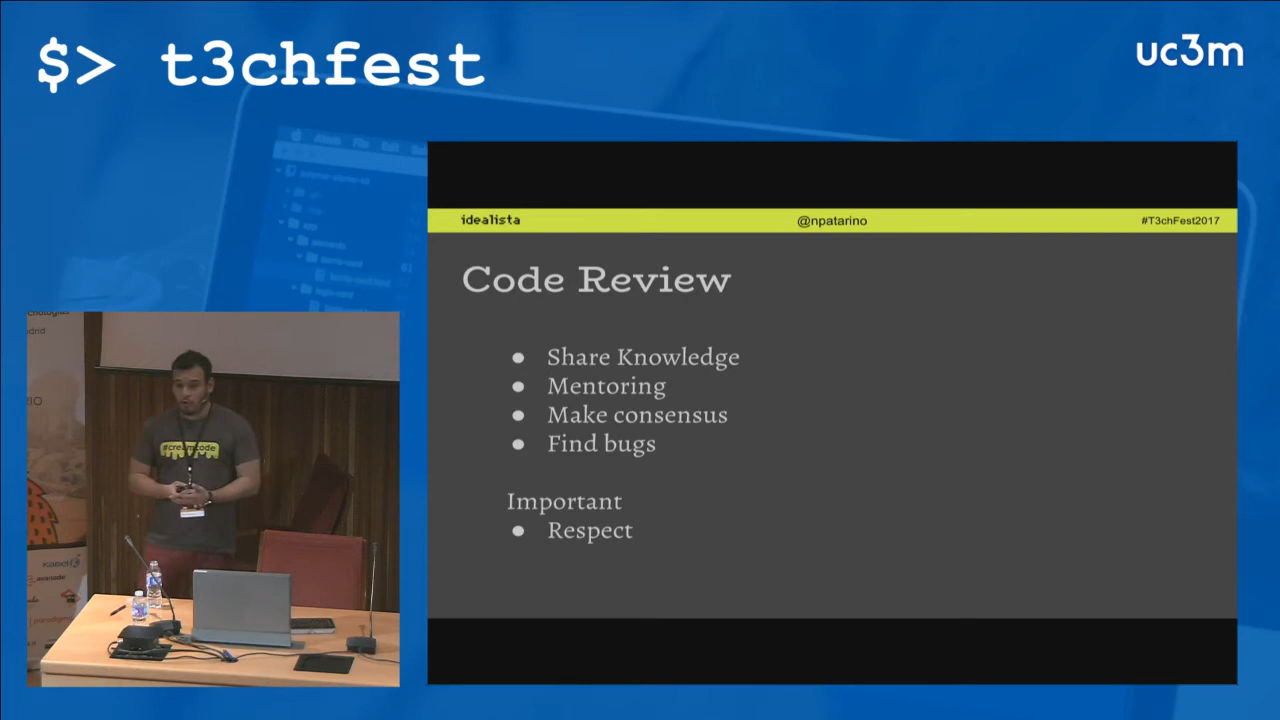 $> t3chfest
uc3m
idealista
@npatarino
#T3chFest2017
Code Review
● Share Knowledge
● Mentoring
● Make consensus
● Find bugs
Important
● Respect